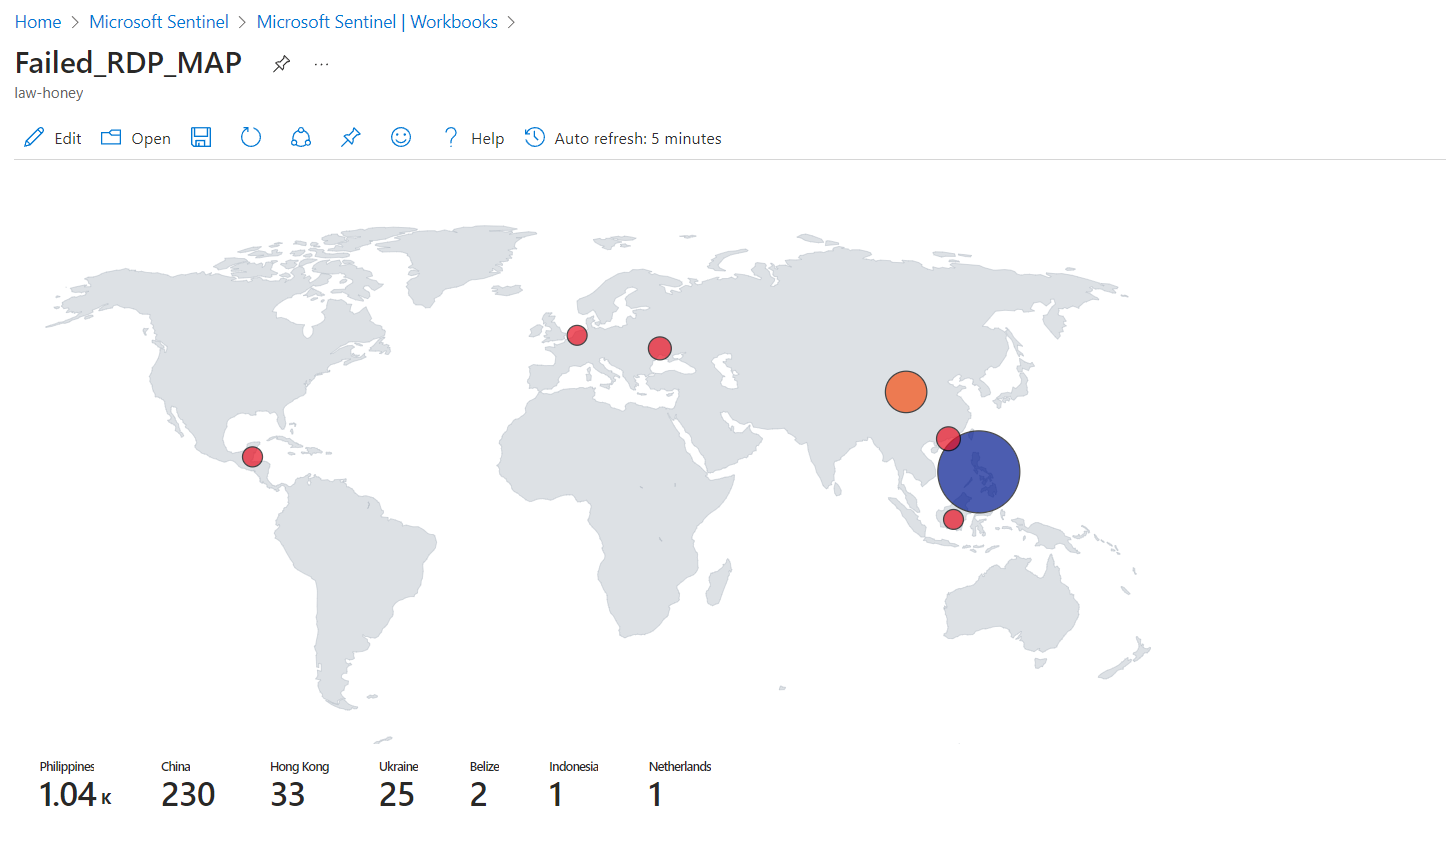 Home > Microsoft Sentinel > Microsoft Sentinel | Workbooks >
Failed_RDP_MAP ...
law-honey
Edit Open Help Auto refresh: 5 minutes
Philippines China Hong Kong Ukraine Belize Indonesia Netherlands
1.04 K 230 33 25 2 1 1